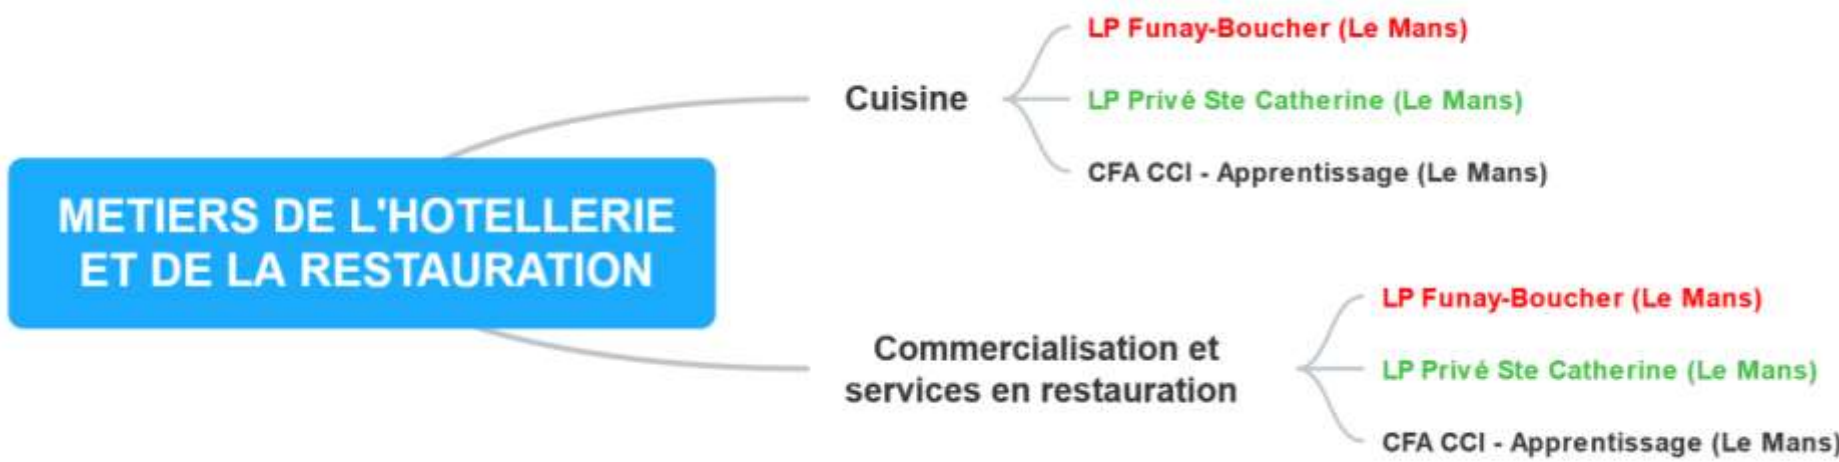 METIERS DE L'HOTELLERIE
ET DE LA RESTAURATION
Cuisine
LP Funay-Boucher (Le Mans)
LP Privé Ste Catherine (Le Mans)
CFA CCI - Apprentissage (Le Mans)
Commercialisation et
services en restauration
LP Funay-Boucher (Le Mans)
LP Privé Ste Catherine (Le Mans)
CFA CCI - Apprentissage (Le Mans)